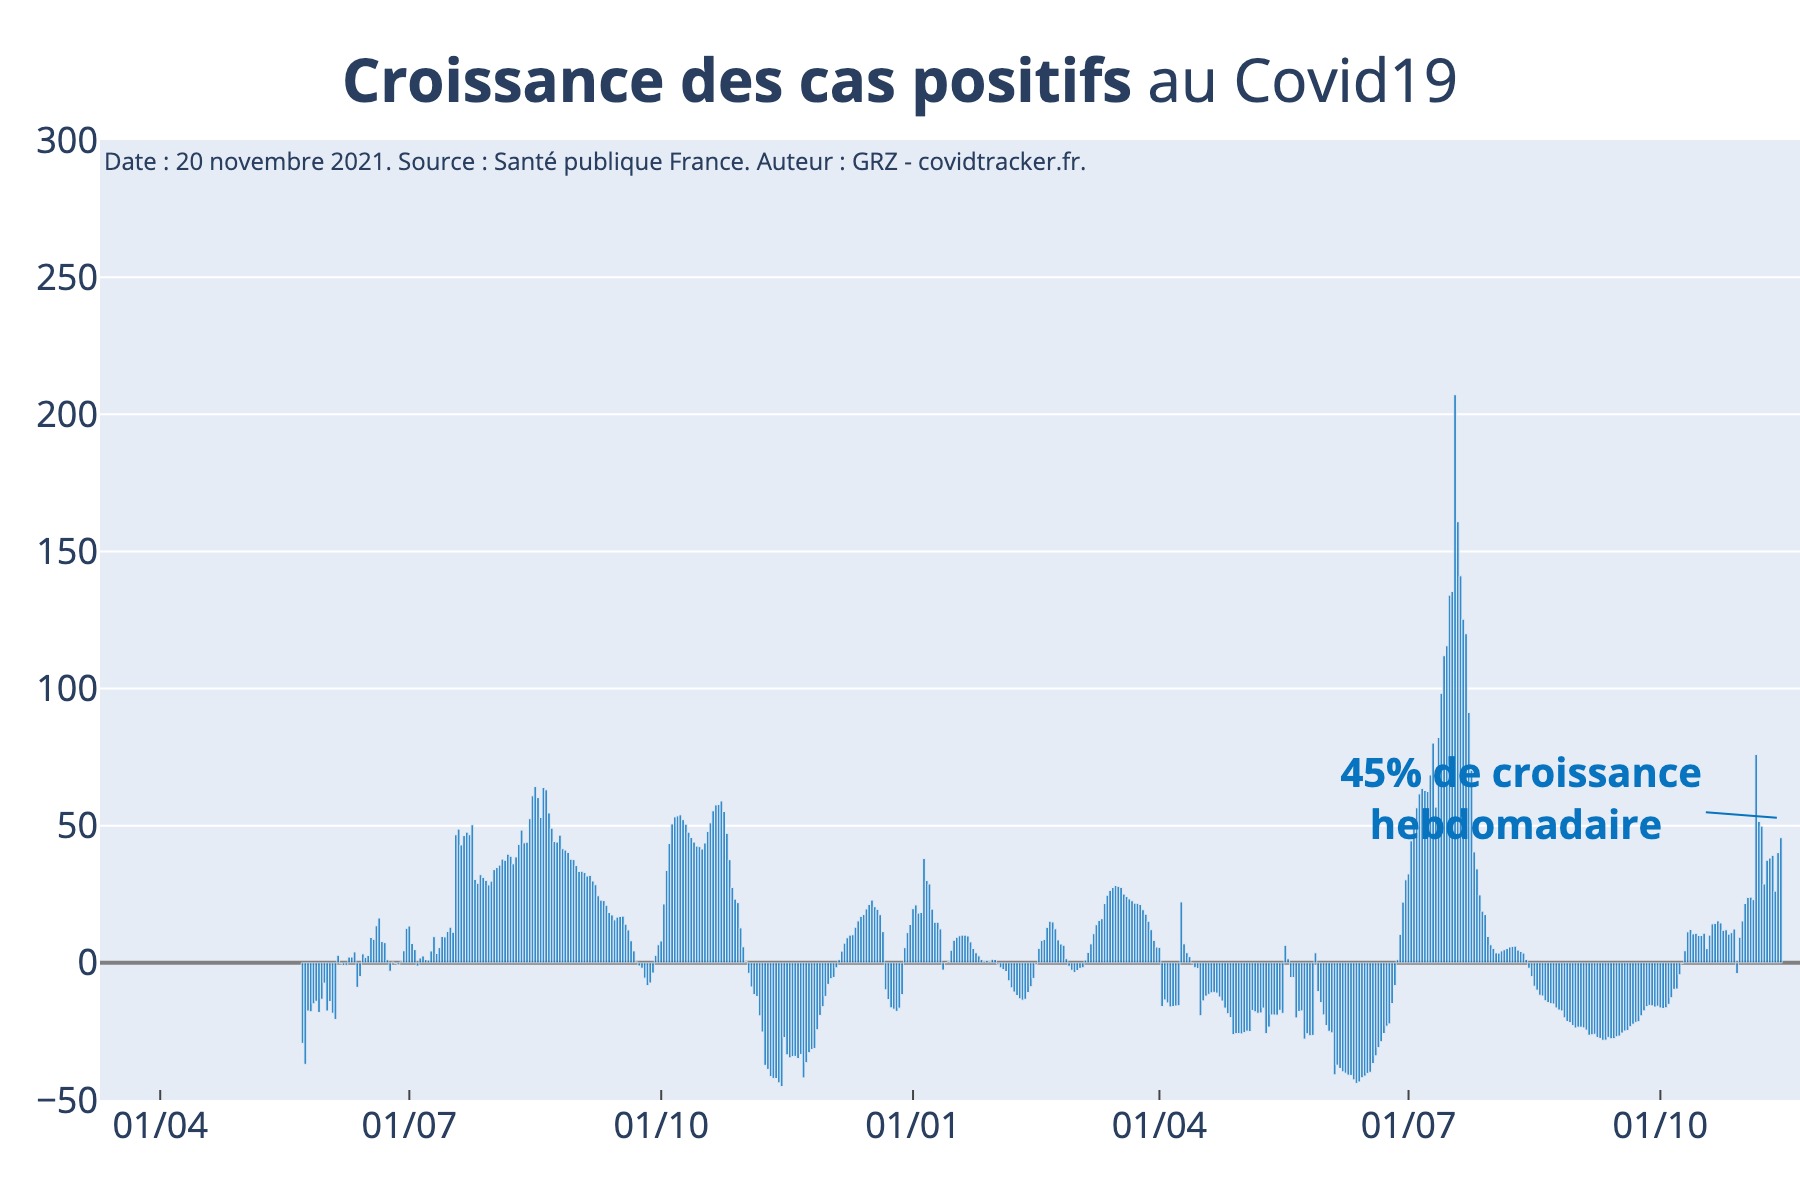 Croissance des cas positifs au Covid19
300
Date : 20 novembre 2021. Source : Santé publique France. Auteur : GRZ - covidtracker.fr.
250
200
150
100
45% de croissance
hebdomadaire
50
0
−50
01/04 01/07 01/10 01/01 01/04 01/07 01/10